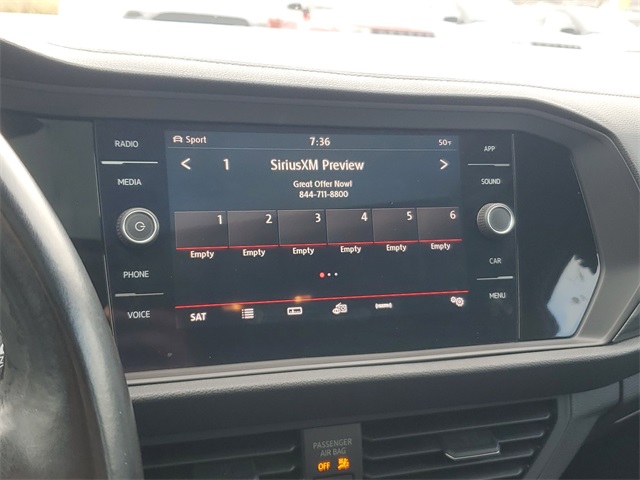 RADIO
MEDIA
PHONE
VOICE
Sport 7:36 50°F
< 1 SiriusXM Preview >
Great Offer Now!
844-711-8800
1 2 3 4 5 6
Empty Empty Empty Empty Empty Empty
SAT
APP
SOUND
CAR
MENU
PASSENGER
AIR BAG
OFF